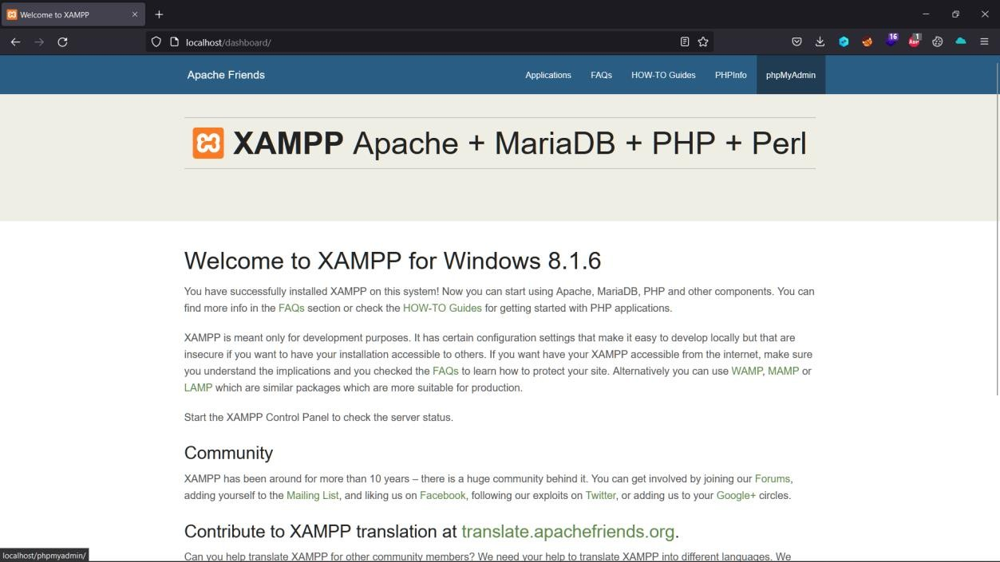 Welcome to XAMPP
localhost/dashboard/
16
1
ABP
Apache Friends
Applications
FAQs
HOW-TO Guides
PHPInfo
phpMyAdmin
XAMPP Apache + MariaDB + PHP + Perl
Welcome to XAMPP for Windows 8.1.6
You have successfully installed XAMPP on this system! Now you can start using Apache, MariaDB, PHP and other components. You can
find more info in the FAQs section or check the HOW-TO Guides for getting started with PHP applications.
XAMPP is meant only for development purposes. It has certain configuration settings that make it easy to develop locally but that are
insecure if you want to have your installation accessible to others. If you want have your XAMPP accessible from the internet, make sure
you understand the implications and you checked the FAQs to learn how to protect your site. Alternatively you can use WAMP, MAMP or
LAMP which are similar packages which are more suitable for production.
Start the XAMPP Control Panel to check the server status.
Community
XAMPP has been around for more than 10 years – there is a huge community behind it. You can get involved by joining our Forums,
adding yourself to the Mailing List, and liking us on Facebook, following our exploits on Twitter, or adding us to your Google+ circles.
Contribute to XAMPP translation at translate.apachefriends.org.
Can you help translate XAMPP for other community members? We need your help to translate XAMPP into different languages. We
localhost/phpmyadmin/